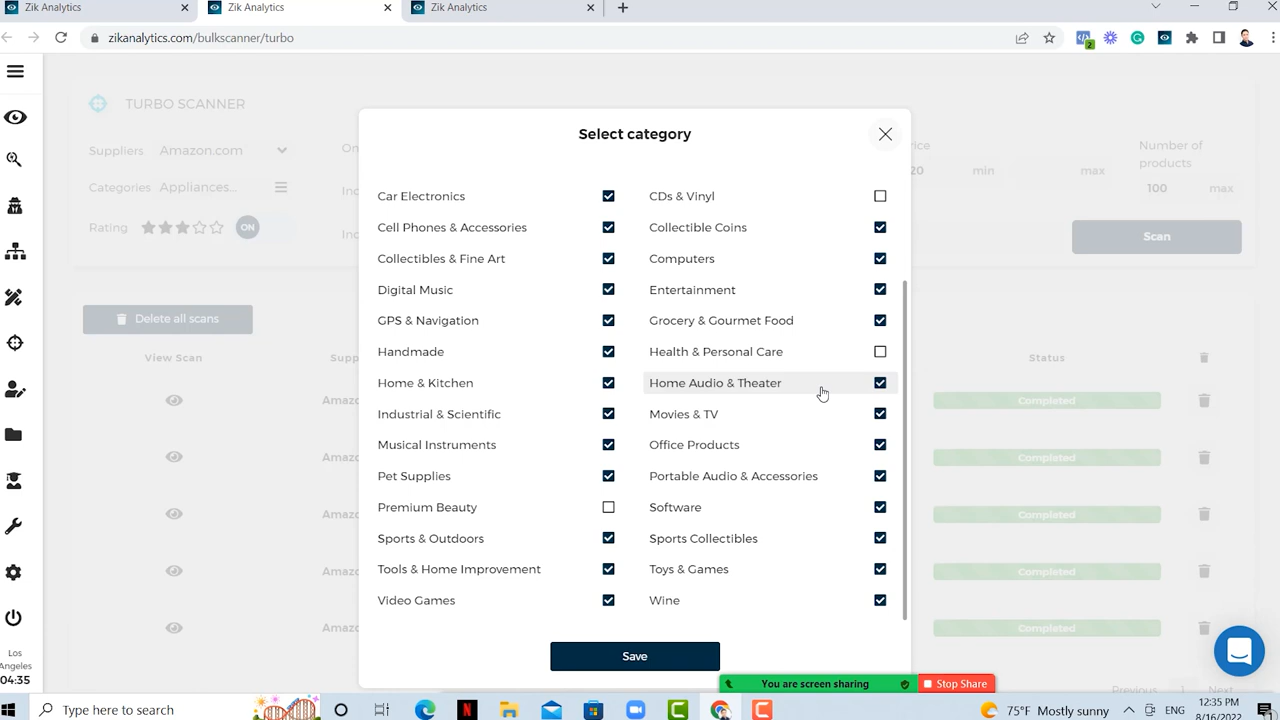 Zik Analytics
Zik Analytics
Zik Analytics
zikanalytics.com/bulkscanner/turbo
2
TURBO SCANNER
Suppliers Amazon.com
Categories Appliances...
Rating ON
20 min max
Number of
products
100 max
Scan
Delete all scans
View Scan
Status
Completed
Completed
Completed
Completed
Completed
Select category
Car Electronics CDs & Vinyl
Cell Phones & Accessories Collectible Coins
Collectibles & Fine Art Computers
Digital Music Entertainment
GPS & Navigation Grocery & Gourmet Food
Handmade Health & Personal Care
Home & Kitchen Home Audio & Theater
Industrial & Scientific Movies & TV
Musical Instruments Office Products
Pet Supplies Portable Audio & Accessories
Premium Beauty Software
Sports & Outdoors Sports Collectibles
Tools & Home Improvement Toys & Games
Video Games Wine
Save
Los
Angeles
04:35
Previous 1 Next
You are screen sharing Stop Share
Type here to search
75°F Mostly sunny
12:35 PM
8/16/2022